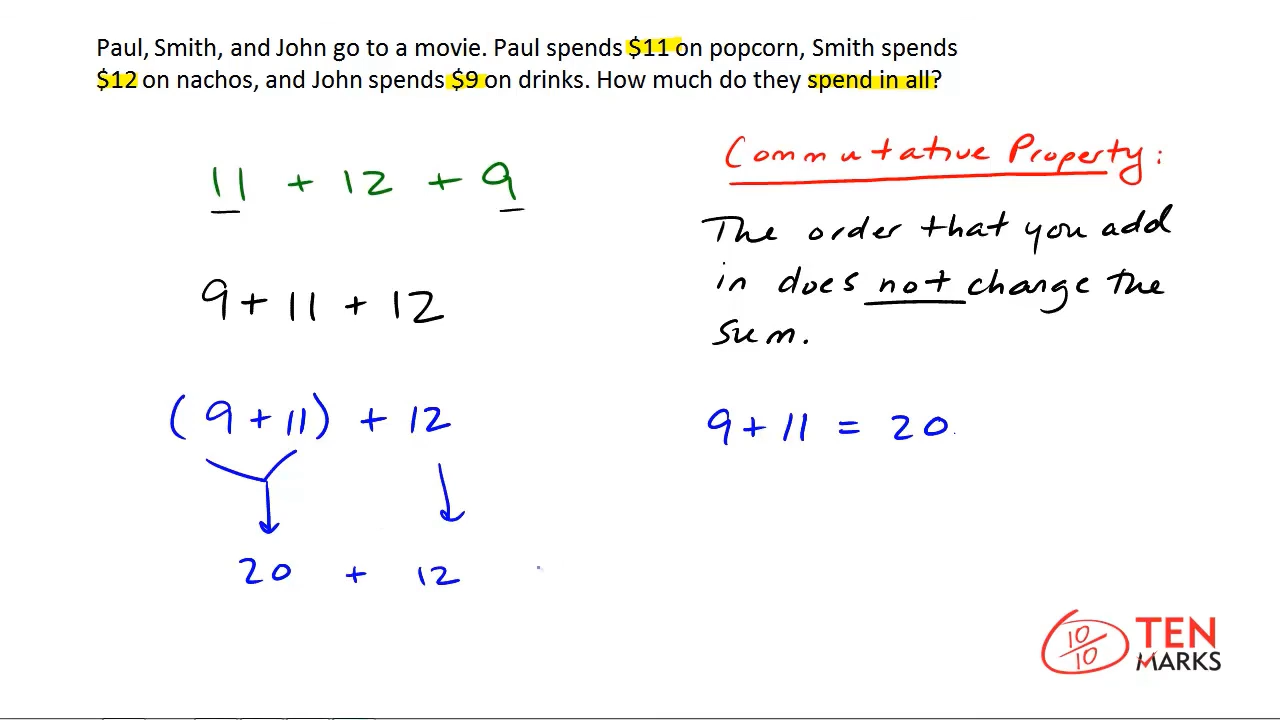 Paul, Smith, and John go to a movie. Paul spends $11 on popcorn, Smith spends
$12 on nachos, and John spends $9 on drinks. How much do they spend in all?
11 + 12 + 9
9 + 11 + 12
(9 + 11) + 12
20 + 12
Commutative Property:
The order that you add
in does not change the
sum.
9 + 11 = 20
10/10
TEN
MARKS